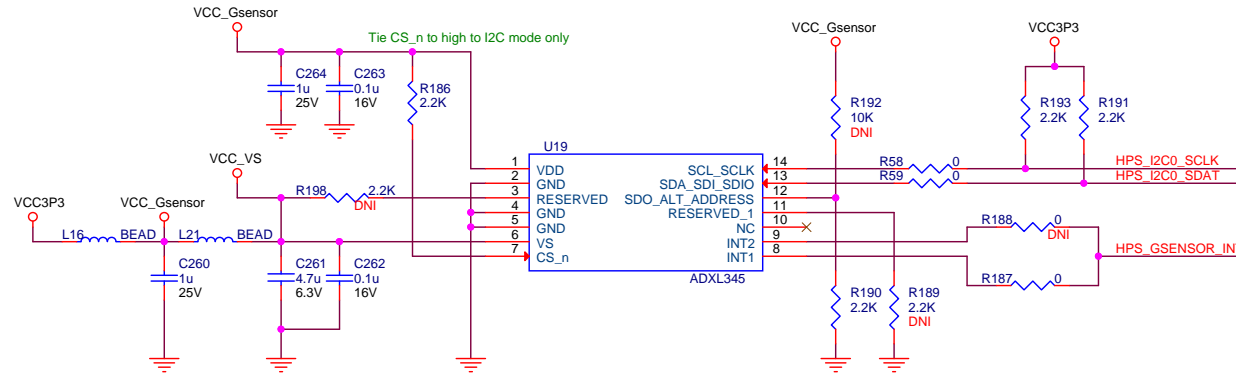 VCC_Gsensor
Tie CS_n to high to I2C mode only
C264
1u
25V
C263
0.1u
16V
R186
2.2K
VCC_Gsensor
R192
10K
DNI
VCC3P3
R193
2.2K
R191
2.2K
U19
1
VDD
2
GND
3
RESERVED
4
GND
5
GND
6
VS
7
CS_n
SCL_SCLK
14
SDA_SDI_SDIO
13
SDO_ALT_ADDRESS
12
RESERVED_1
11
NC
10
INT2
9
INT1
8
ADXL345
R58
0
HPS_I2C0_SCLK
R59
0
HPS_I2C0_SDAT
VCC_VS
R198
2.2K
DNI
VCC3P3
VCC_Gsensor
L16
BEAD
L21
BEAD
C260
1u
25V
C261
4.7u
6.3V
C262
0.1u
16V
R188
0
DNI
HPS_GSENSOR_INT
R187
0
R190
2.2K
R189
2.2K
DNI